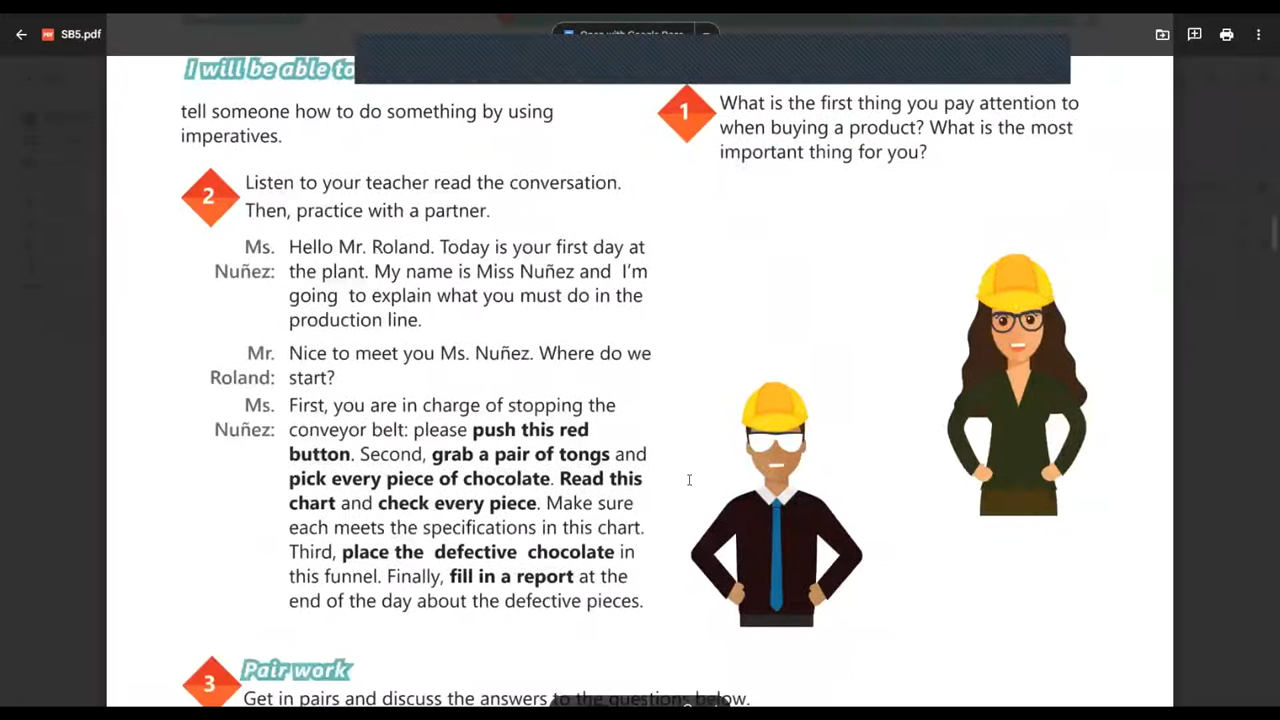 SB5.pdf
Open with Google Docs
I will be able to
tell someone how to do something by using
imperatives.
1
What is the first thing you pay attention to
when buying a product? What is the most
important thing for you?
2
Listen to your teacher read the conversation.
Then, practice with a partner.
Ms. Hello Mr. Roland. Today is your first day at
Nuñez: the plant. My name is Miss Nuñez and I'm
going to explain what you must do in the
production line.
Mr. Nice to meet you Ms. Nuñez. Where do we
Roland: start?
Ms. First, you are in charge of stopping the
Nuñez: conveyor belt: please push this red
button. Second, grab a pair of tongs and
pick every piece of chocolate. Read this
chart and check every piece. Make sure
each meets the specifications in this chart.
Third, place the defective chocolate in
this funnel. Finally, fill in a report at the
end of the day about the defective pieces.
3
Pair work
Get in pairs and discuss the answers to the questions below.